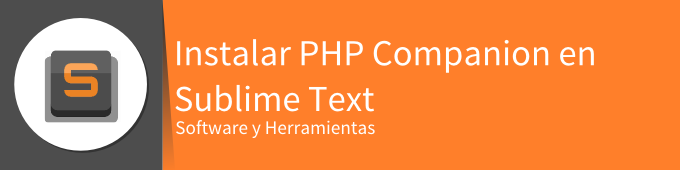 Instalar PHP Companion en
Sublime Text
Software y Herramientas